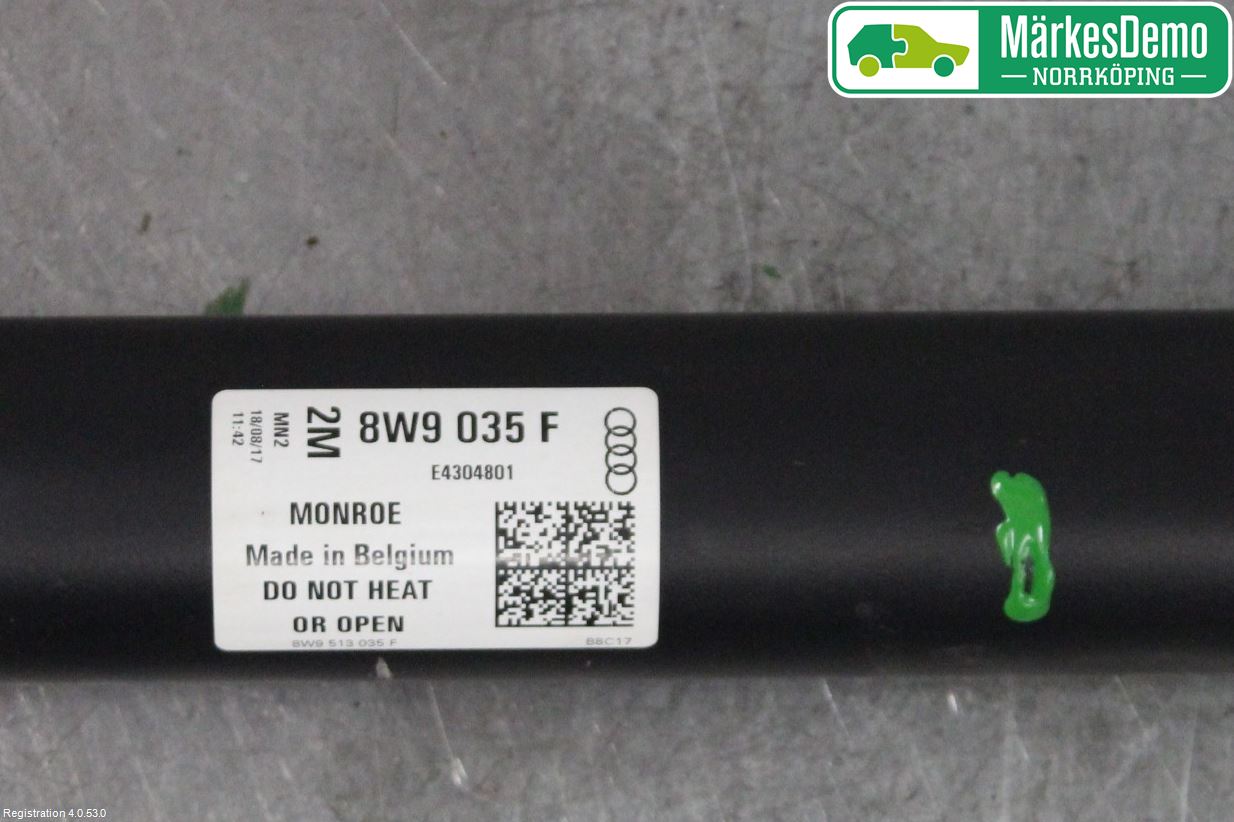 MärkesDemo
NORRKÖPING
2M
MN2
18/08/17
11:42
8W9 035 F
E4304801
MONROE
Made in Belgium
DO NOT HEAT
OR OPEN
8W9 513 035 F
B8C17
Registration 4.0.53.0